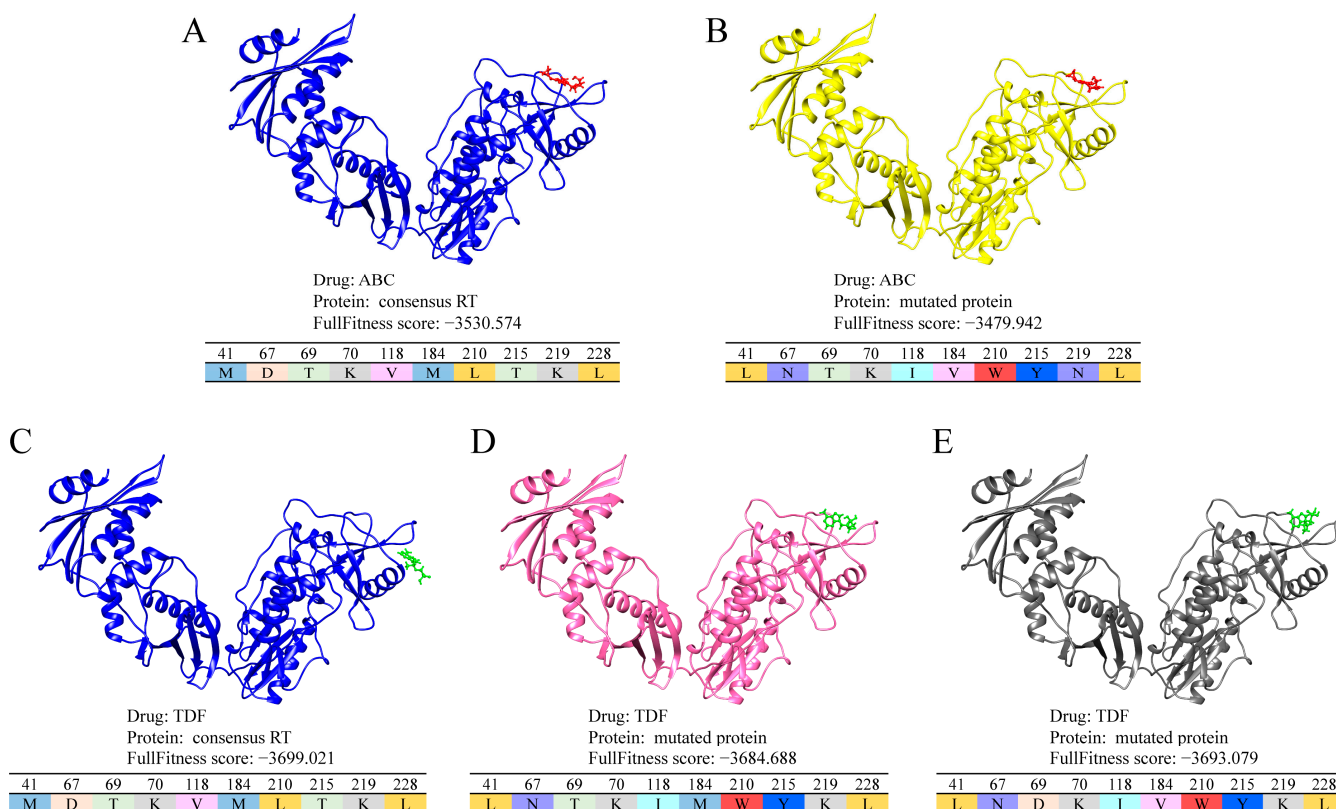 A
B
Drug: ABC
Protein: consensus RT
FullFitness score: −3530.574
41 67 69 70 118 184 210 215 219 228
M D T K V M L T K L
Drug: ABC
Protein: mutated protein
FullFitness score: −3479.942
41 67 69 70 118 184 210 215 219 228
L N T K I V W Y N L
C
D
E
Drug: TDF
Protein: consensus RT
FullFitness score: −3699.021
41 67 69 70 118 184 210 215 219 228
M D T K V M L T K L
Drug: TDF
Protein: mutated protein
FullFitness score: −3684.688
41 67 69 70 118 184 210 215 219 228
L N T K I M W Y K L
Drug: TDF
Protein: mutated protein
FullFitness score: −3693.079
41 67 69 70 118 184 210 215 219 228
L N D K I V W Y K L